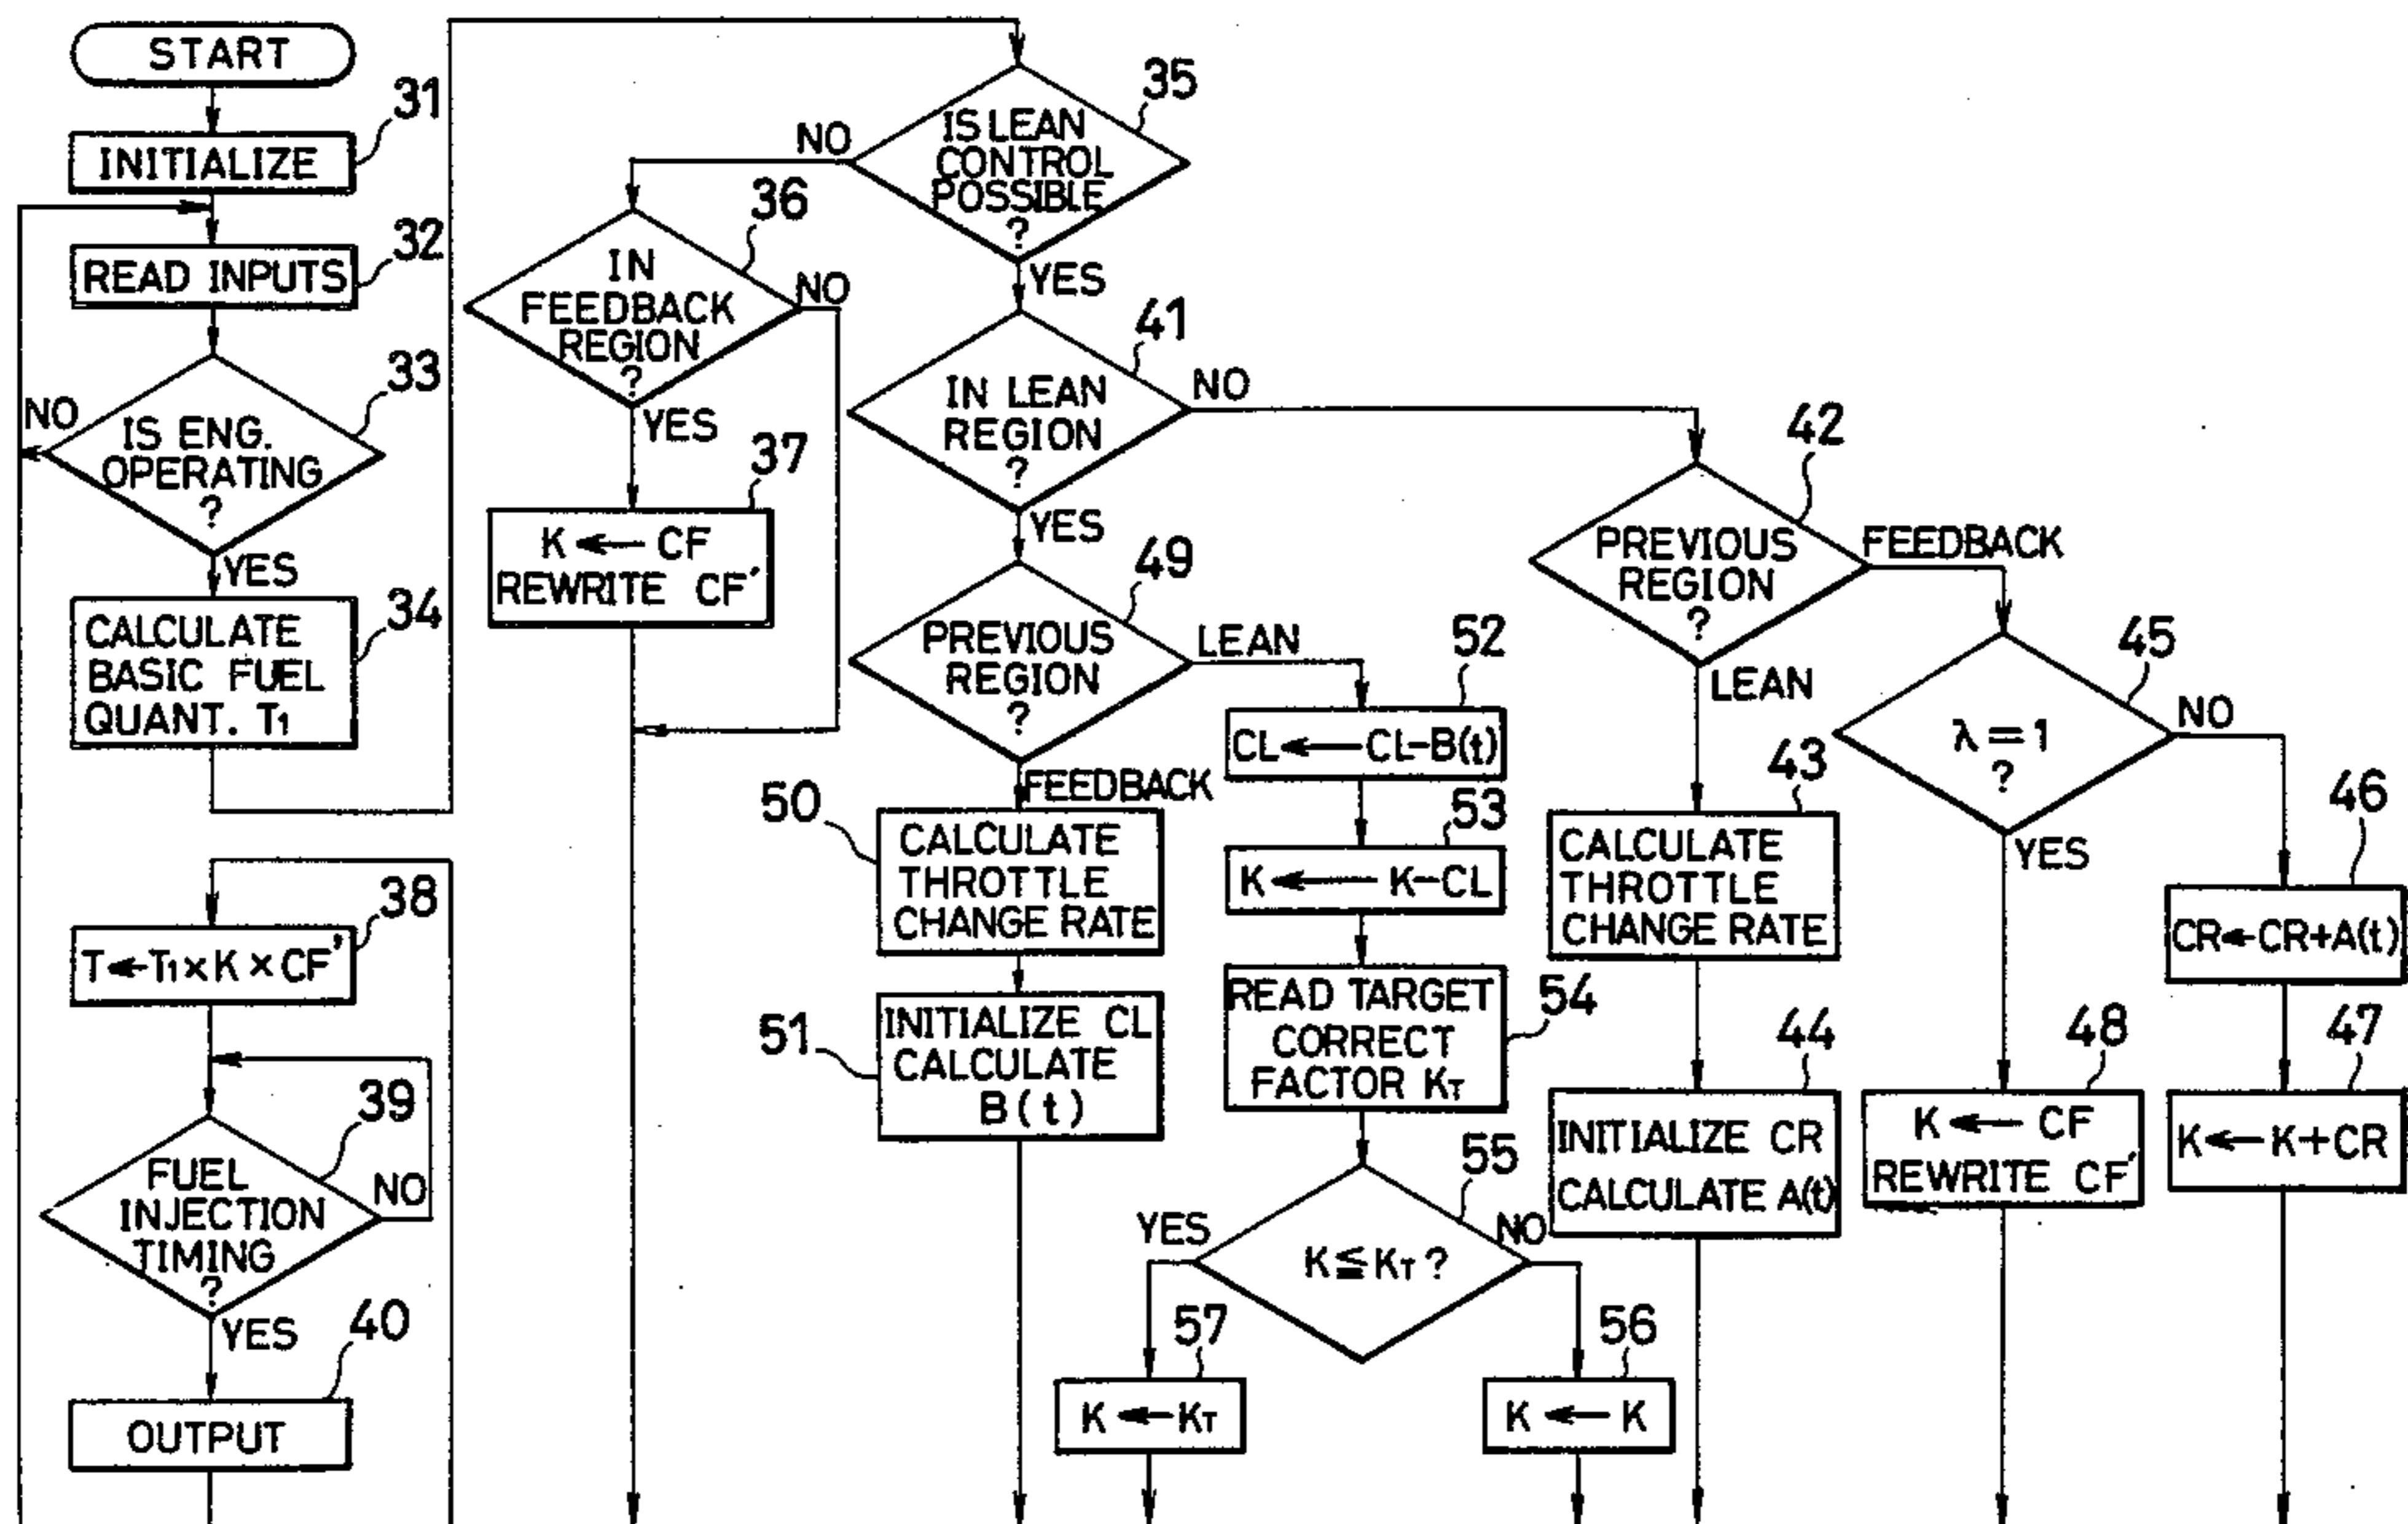 START
31
INITIALIZE
32
READ INPUTS
33
NO
IS ENG.
OPERATING
?
YES
34
CALCULATE
BASIC FUEL
QUANT. T1
38
T←T1×K×CF'
39
FUEL
INJECTION
TIMING
?
NO
YES
40
OUTPUT
35
IS LEAN
CONTROL
POSSIBLE
?
NO
YES
36
IN
FEEDBACK
REGION
?
NO
YES
37
K ← CF
REWRITE CF'
41
IN LEAN
REGION
?
NO
YES
49
PREVIOUS
REGION
?
LEAN
FEEDBACK
50
CALCULATE
THROTTLE
CHANGE RATE
51
INITIALIZE CL
CALCULATE
B(t)
52
CL←CL-B(t)
53
K ← K-CL
54
READ TARGET
CORRECT
FACTOR KT
55
K≦KT?
YES
NO
57
K ← KT
56
K ← K
42
PREVIOUS
REGION
?
FEEDBACK
LEAN
43
CALCULATE
THROTTLE
CHANGE RATE
44
INITIALIZE CR
CALCULATE A(t)
45
λ=1
?
NO
YES
48
K ← CF
REWRITE CF'
46
CR←CR+A(t)
47
K←K+CR